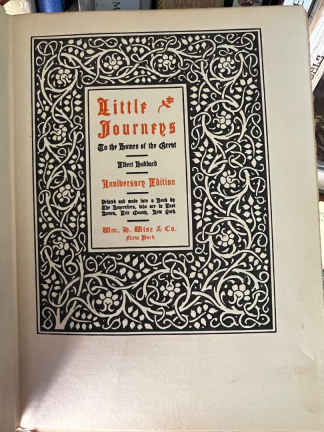 Little
Journeys
To the Homes of the Great
Elbert Hubbard
Anniversary Edition
Printed and made into a Book by
The Roycrofters, who are in East
Aurora, Erie County, New York
Wm. H. Wise & Co.
New York